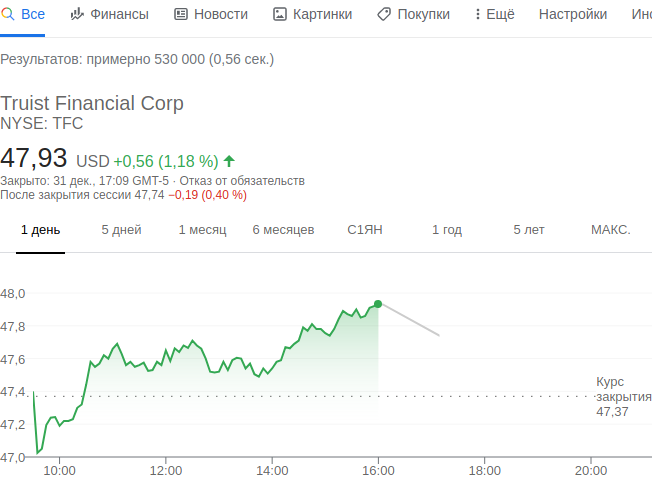 Все Финансы Новости Картинки Покупки Ещё Настройки Инс
Результатов: примерно 530 000 (0,56 сек.)
Truist Financial Corp
NYSE: TFC
47,93 USD +0,56 (1,18 %)
Закрыто: 31 дек., 17:09 GMT-5 · Отказ от обязательств
После закрытия сессии 47,74 −0,19 (0,40 %)
1 день 5 дней 1 месяц 6 месяцев С1ЯН 1 год 5 лет МАКС.
48,0
47,8
47,6
47,4
47,2
47,0
Курс
закрытия
47,37
10:00 12:00 14:00 16:00 18:00 20:00